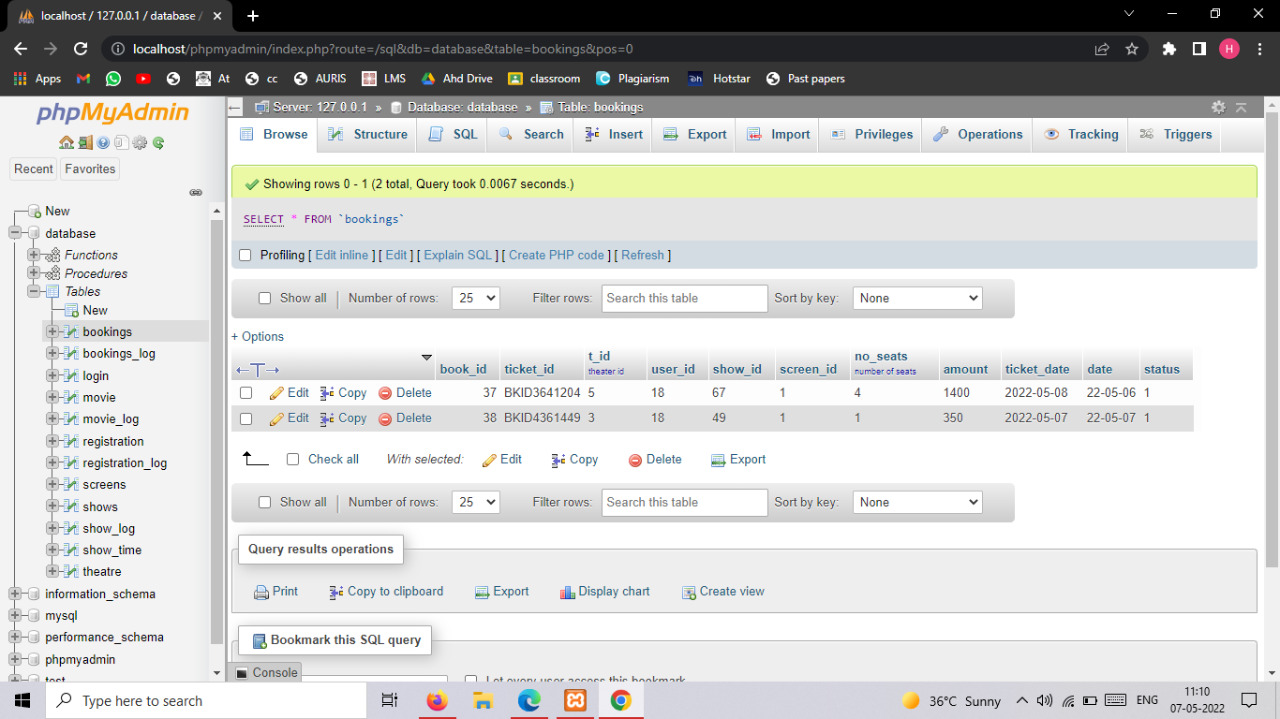 localhost / 127.0.0.1 / database /
localhost/phpmyadmin/index.php?route=/sql&db=database&table=bookings&pos=0
H
Apps At cc AURIS LMS Ahd Drive classroom Plagiarism Hotstar Past papers
phpMyAdmin
Recent Favorites
New
database
Functions
Procedures
Tables
New
bookings
bookings_log
login
movie
movie_log
registration
registration_log
screens
shows
show_log
show_time
theatre
information_schema
mysql
performance_schema
phpmyadmin
test
Server: 127.0.0.1 » Database: database » Table: bookings
Browse Structure SQL Search Insert Export Import Privileges Operations Tracking Triggers
Showing rows 0 - 1 (2 total, Query took 0.0067 seconds.)
SELECT * FROM `bookings`
Profiling [ Edit inline ] [ Edit ] [ Explain SQL ] [ Create PHP code ] [ Refresh ]
Show all Number of rows: 25 Filter rows: Search this table Sort by key: None
+ Options
book_id ticket_id t_id theater id user_id show_id screen_id no_seats number of seats amount ticket_date date status
Edit Copy Delete 37 BKID3641204 5 18 67 1 4 1400 2022-05-08 22-05-06 1
Edit Copy Delete 38 BKID4361449 3 18 49 1 1 350 2022-05-07 22-05-07 1
Check all With selected: Edit Copy Delete Export
Show all Number of rows: 25 Filter rows: Search this table Sort by key: None
Query results operations
Print Copy to clipboard Export Display chart Create view
Bookmark this SQL query
Console
Let every user access this bookmark
Type here to search
36°C Sunny
ENG
11:10
07-05-2022